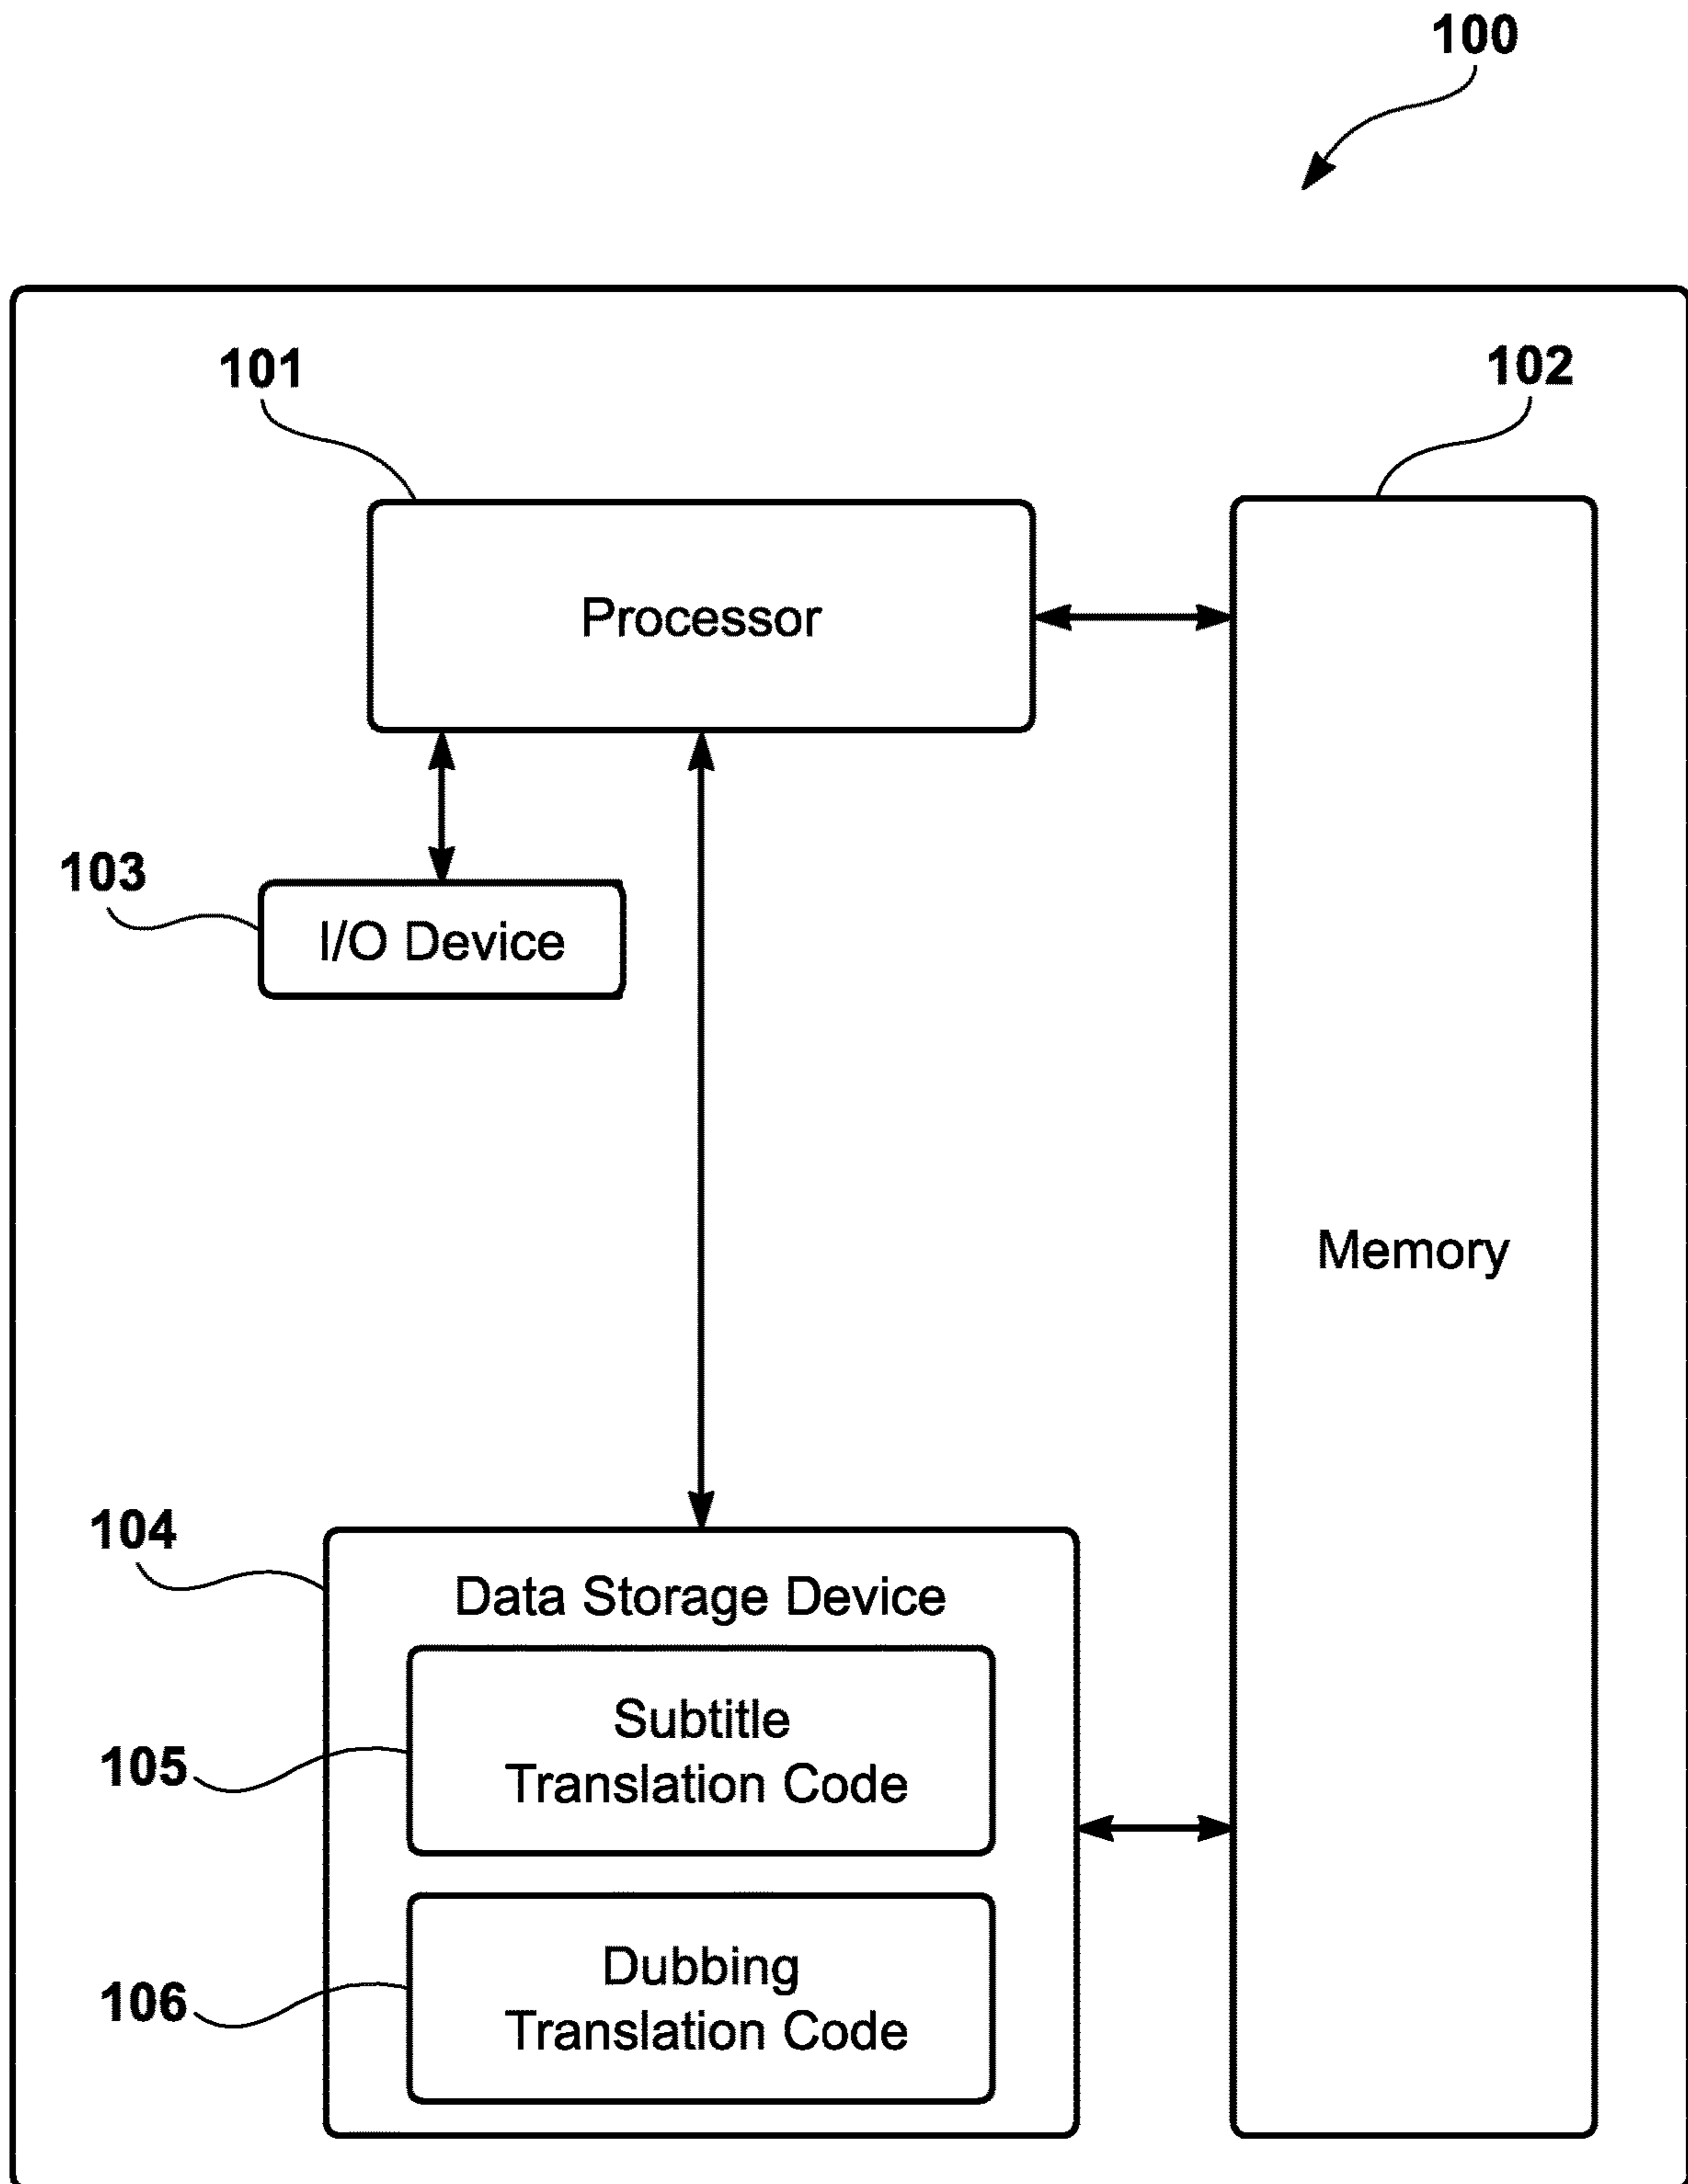 100
101
102
Processor
103
I/O Device
Memory
104
Data Storage Device
105
Subtitle
Translation Code
106
Dubbing
Translation Code